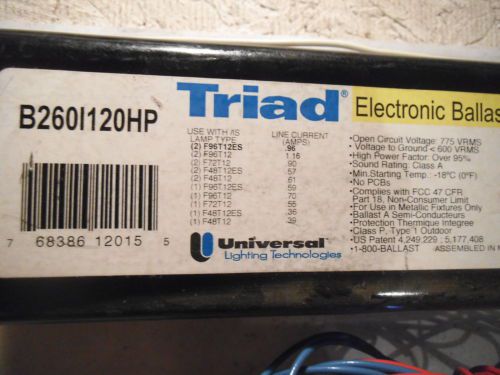 B260I120HP
Triad®
Electronic Ballas
USE WITH /IS LAMP TYPE
LINE CURRENT (AMPS)
(2) F96T12ES .96
(2) F96T12 1.16
(2) F72T12 .90
(2) F48T12ES .57
(2) F48T12 .61
(1) F96T12ES .59
(1) F96T12 .70
(1) F72T12 .55
(1) F48T12ES .36
(1) F48T12 .39
•Open Circuit Voltage: 775 VRMS
•Voltage to Ground < 600 VRMS
•High Power Factor: Over 95%
•Sound Rating: Class A
•Min.Starting Temp.: -18°C (0°F)
•No PCBs
•Complies with FCC 47 CFR
Part 18. Non-Consumer Limit
•For Use in Metallic Fixtures Only
•Ballast A Semi-Conducteurs
•Protection Thermique Integree
•Class P, Type 1 Outdoor
•US Patent 4,249,229 ; 5,177,408
•1-800-BALLAST ASSEMBLED IN M
7 68386 12015 5
Universal®
Lighting Technologies